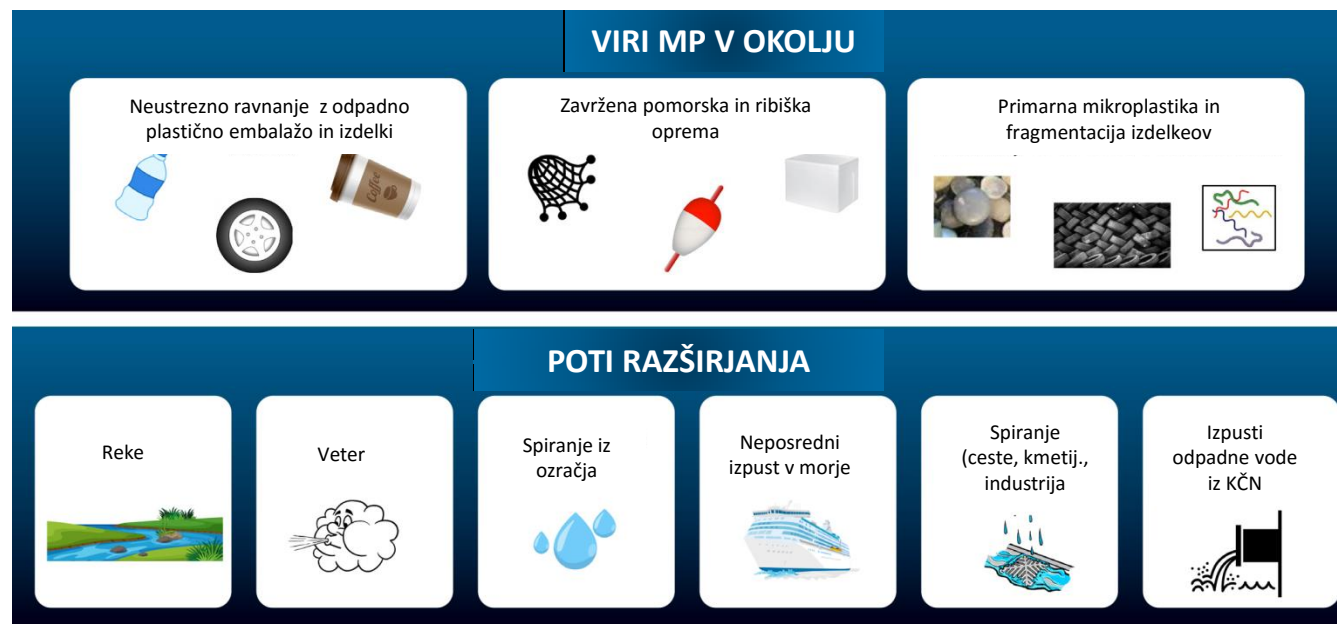 VIRI MP V OKOLJU
Neustrezno ravnanje z odpadno
plastično embalažo in izdelki
Coffee
Zavržena pomorska in ribiška
oprema
Primarna mikroplastika in
fragmentacija izdelkeov
POTI RAZŠIRJANJA
Reke
Veter
Spiranje iz
ozračja
Neposredni
izpust v morje
Spiranje
(ceste, kmetij.,
industrija
Izpusti
odpadne vode
iz KČN